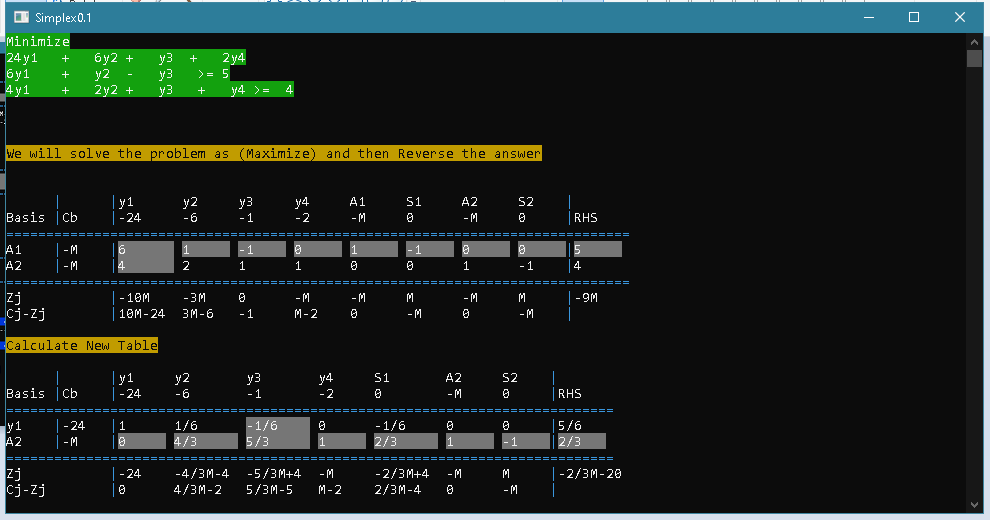 Simplex0.1
Minimize
24y1 + 6y2 + y3 + 2y4
6y1 + y2 - y3 >= 5
4y1 + 2y2 + y3 + y4 >= 4
We will solve the problem as (Maximize) and then Reverse the answer
| |y1 y2 y3 y4 A1 S1 A2 S2 |
Basis |Cb |-24 -6 -1 -2 -M 0 -M 0 |RHS
==============================================================================
A1 |-M |6 1 -1 0 1 -1 0 0 |5
A2 |-M |4 2 1 1 0 0 1 -1 |4
==============================================================================
Zj |-10M -3M 0 -M -M M -M M |-9M
Cj-Zj |10M-24 3M-6 -1 M-2 0 -M 0 -M |
Calculate New Table
| |y1 y2 y3 y4 S1 A2 S2 |
Basis |Cb |-24 -6 -1 -2 0 -M 0 |RHS
============================================================================
y1 |-24 |1 1/6 -1/6 0 -1/6 0 0 |5/6
A2 |-M |0 4/3 5/3 1 2/3 1 -1 |2/3
============================================================================
Zj |-24 -4/3M-4 -5/3M+4 -M -2/3M+4 -M M |-2/3M-20
Cj-Zj |0 4/3M-2 5/3M-5 M-2 2/3M-4 0 -M |